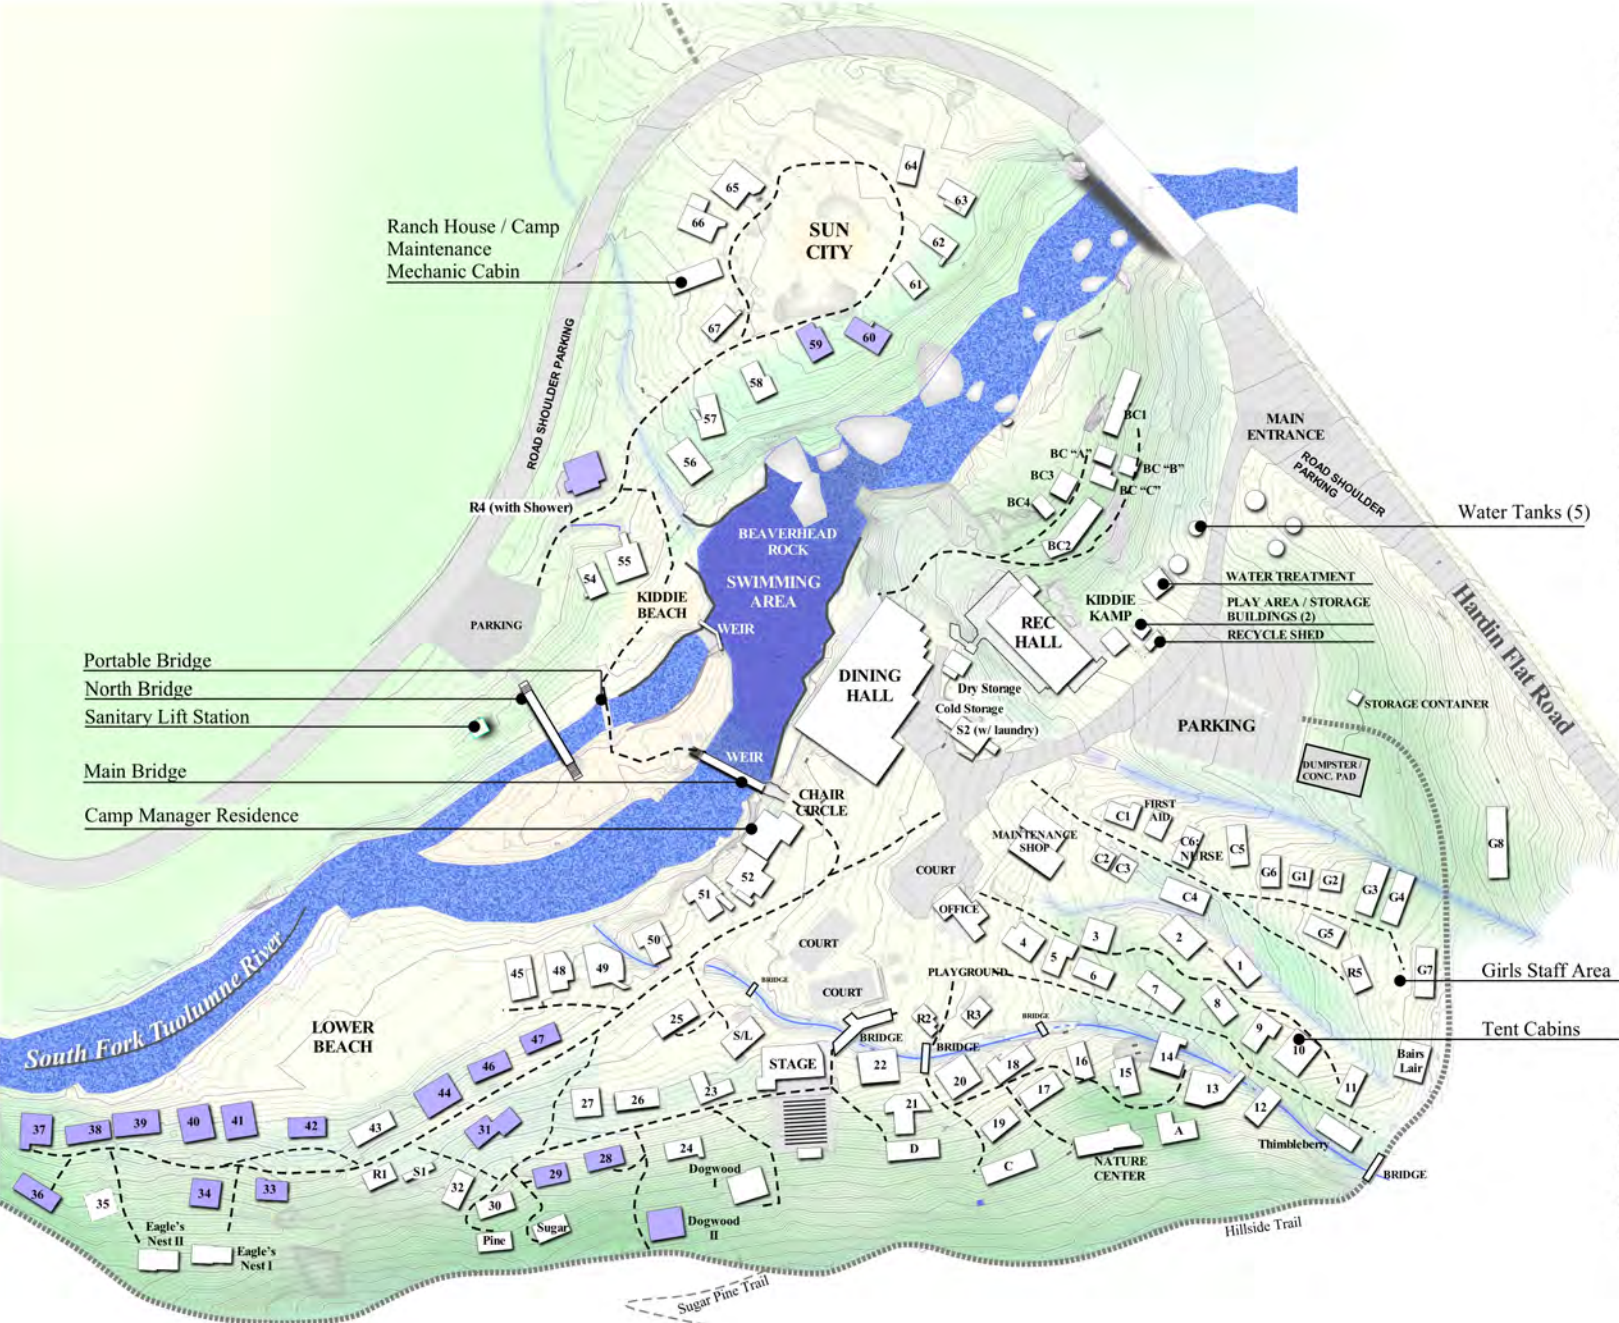 64
65
63
66
SUN
CITY
62
Ranch House / Camp
Maintenance
Mechanic Cabin
61
67
59
60
ROAD SHOULDER PARKING
58
57
BC1
MAIN
ENTRANCE
56
BC “A”
BC “B”
BC3
BC “C”
BC4
ROAD SHOULDER
PARKING
R4 (with Shower)
Water Tanks (5)
BEAVERHEAD
ROCK
BC2
55
54
SWIMMING
AREA
WATER TREATMENT
KIDDIE
BEACH
KIDDIE
KAMP
PLAY AREA / STORAGE
BUILDINGS (2)
RECYCLE SHED
PARKING
WEIR
REC
HALL
Hardin Flat Road
Portable Bridge
North Bridge
Sanitary Lift Station
DINING
HALL
Dry Storage
Cold Storage
S2 (w/ laundry)
STORAGE CONTAINER
PARKING
WEIR
Main Bridge
DUMPSTER /
CONC. PAD
CHAIR
CIRCLE
Camp Manager Residence
C1
FIRST
AID
MAINTENANCE
SHOP
C6:
NURSE
C5
G8
C2
C3
COURT
G6
G1
G2
G3
G4
52
51
C4
OFFICE
50
COURT
4
5
3
2
G5
45
48
49
6
1
R5
G7
Girls Staff Area
PLAYGROUND
BRIDGE
COURT
7
8
South Fork Tuolumne River
LOWER
BEACH
25
S/L
R2
R3
BRIDGE
9
Tent Cabins
47
BRIDGE
BRIDGE
10
46
STAGE
22
18
16
14
Bairs
Lair
44
23
20
17
15
13
11
27
26
21
12
37
38
39
40
41
42
43
31
19
A
Thimbleberry
24
D
28
C
NATURE
CENTER
BRIDGE
R1
S1
29
Dogwood
I
36
35
34
33
32
30
Eagle's
Nest II
Sugar
Dogwood
II
Pine
Eagle's
Nest I
Hillside Trail
Sugar Pine Trail